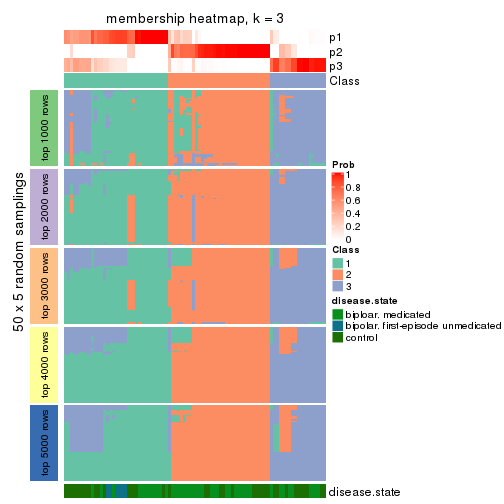 membership heatmap, k = 3
p1
p2
p3
Class
50 x 5 random samplings
top 1000 rows
top 2000 rows
top 3000 rows
top 4000 rows
top 5000 rows
Prob
1
0.8
0.6
0.4
0.2
0
Class
1
2
3
disease.state
biploar. medicated
bipolar. first-episode unmedicated
control
disease.state